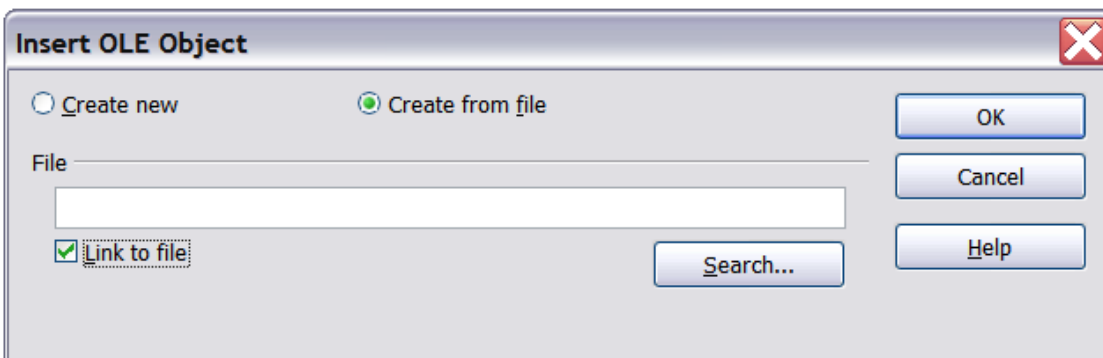 Insert OLE Object
Create new
Create from file
OK
File
Cancel
Link to file
Search...
Help